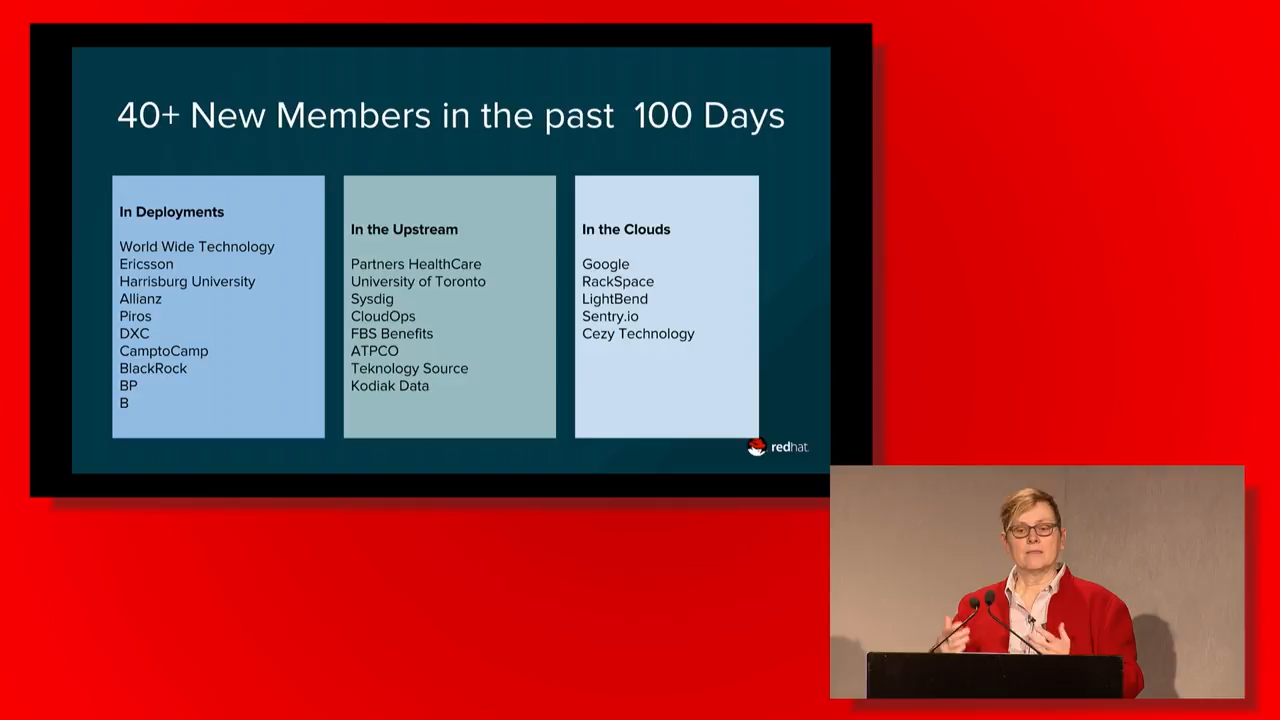 40+ New Members in the past 100 Days
In Deployments
World Wide Technology
Ericsson
Harrisburg University
Allianz
Piros
DXC
CamptoCamp
BlackRock
BP
B
In the Upstream
Partners HealthCare
University of Toronto
Sysdig
CloudOps
FBS Benefits
ATPCO
Teknology Source
Kodiak Data
In the Clouds
Google
RackSpace
LightBend
Sentry.io
Cezy Technology
redhat.